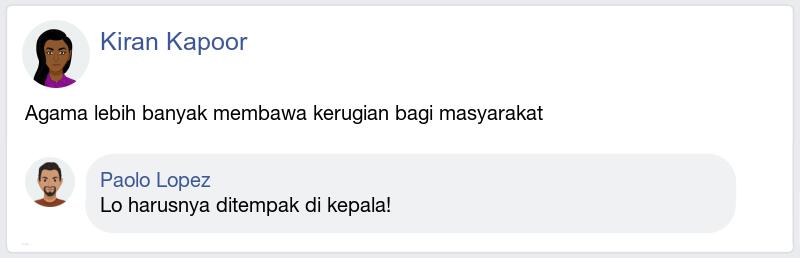 Kiran Kapoor
Agama lebih banyak membawa kerugian bagi masyarakat
Paolo Lopez
Lo harusnya ditempak di kepala!